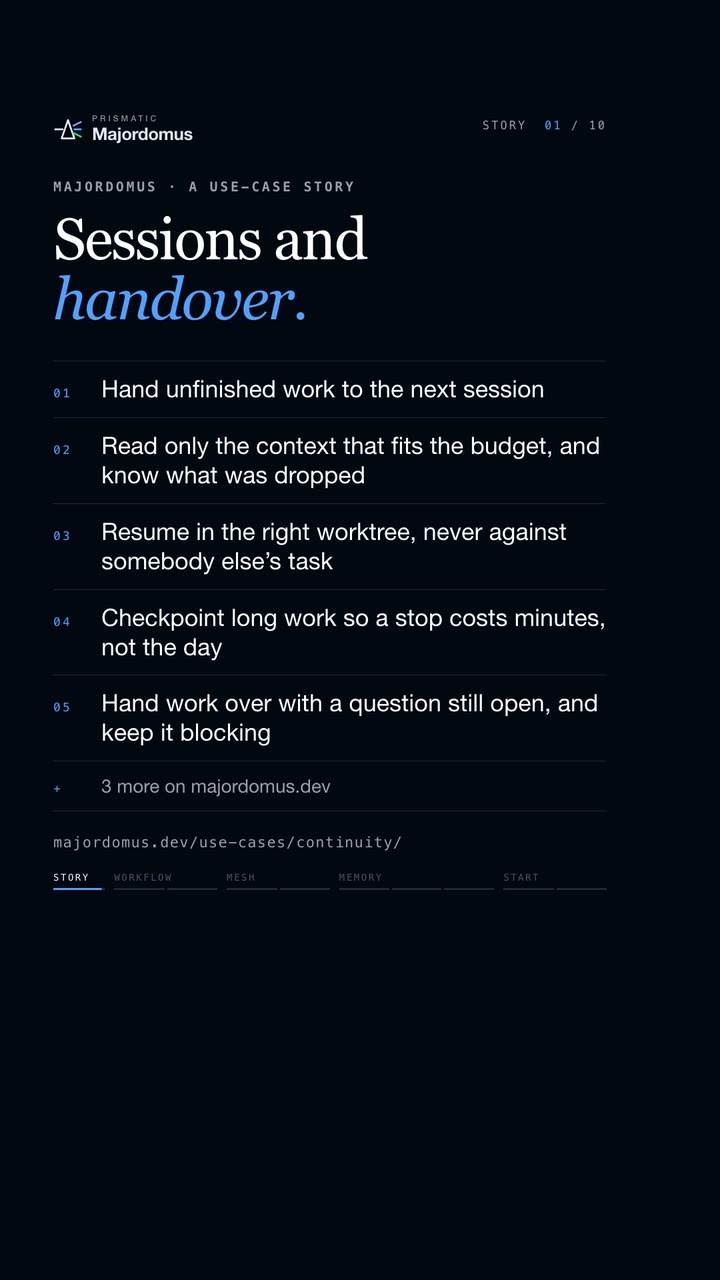 PRISMATIC
Majordomus
STORY 01 / 10
MAJORDOMUS · A USE-CASE STORY
Sessions and
handover.
01 Hand unfinished work to the next session
02 Read only the context that fits the budget, and
know what was dropped
03 Resume in the right worktree, never against
somebody else’s task
04 Checkpoint long work so a stop costs minutes,
not the day
05 Hand work over with a question still open, and
keep it blocking
+ 3 more on majordomus.dev
majordomus.dev/use-cases/continuity/
STORY WORKFLOW MESH MEMORY START